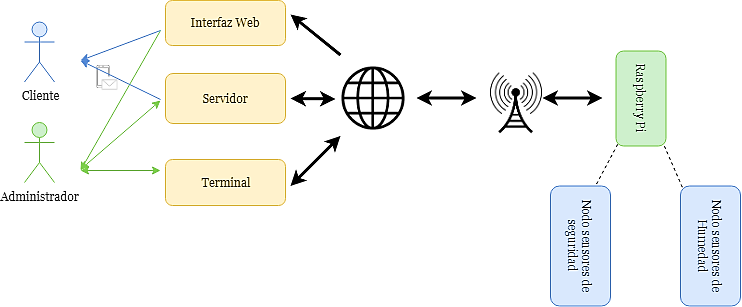 Interfaz Web
Cliente
Servidor
Administrador
Terminal
Raspberry Pi
Nodo sensores de
seguridad
Nodo sensores de
Humedad